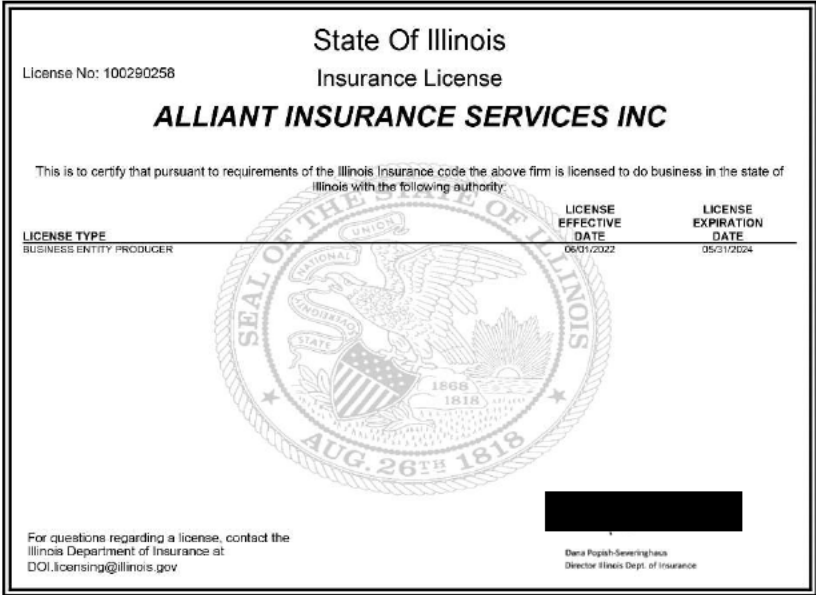 State Of Illinois
License No: 100290258
Insurance License
ALLIANT INSURANCE SERVICES INC
This is to certify that pursuant to requirements of the Illinois Insurance code the above firm is licensed to do business in the state of
Illinois with the following authority:
LICENSE TYPE
LICENSE EFFECTIVE DATE
LICENSE EXPIRATION DATE
BUSINESS ENTITY PRODUCER 06/01/2022 05/31/2024
SEAL OF THE STATE OF ILLINOIS
UNION
NATIONAL
SOVEREIGNTY
STATE
1868
1818
AUG. 26TH 1818
For questions regarding a license, contact the
Illinois Department of Insurance at
DOI.licensing@illinois.gov
Dana Popish-Severinghaus
Director Illinois Dept. of Insurance